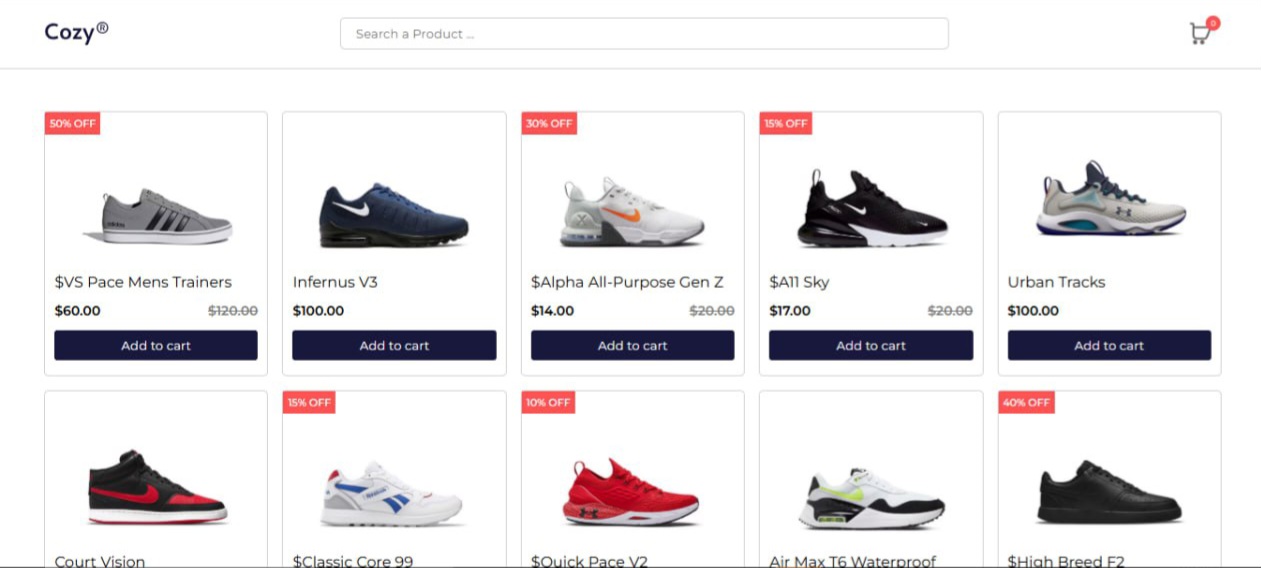 Cozy®
Search a Product ...
0
50% OFF
30% OFF
15% OFF
$VS Pace Mens Trainers
Infernus V3
$Alpha All-Purpose Gen Z
$A11 Sky
Urban Tracks
$60.00 $120.00
$100.00
$14.00 $20.00
$17.00 $20.00
$100.00
Add to cart
Add to cart
Add to cart
Add to cart
Add to cart
15% OFF
10% OFF
40% OFF
Court Vision
$Classic Core 99
$Quick Pace V2
Air Max T6 Waterproof
$High Breed F2